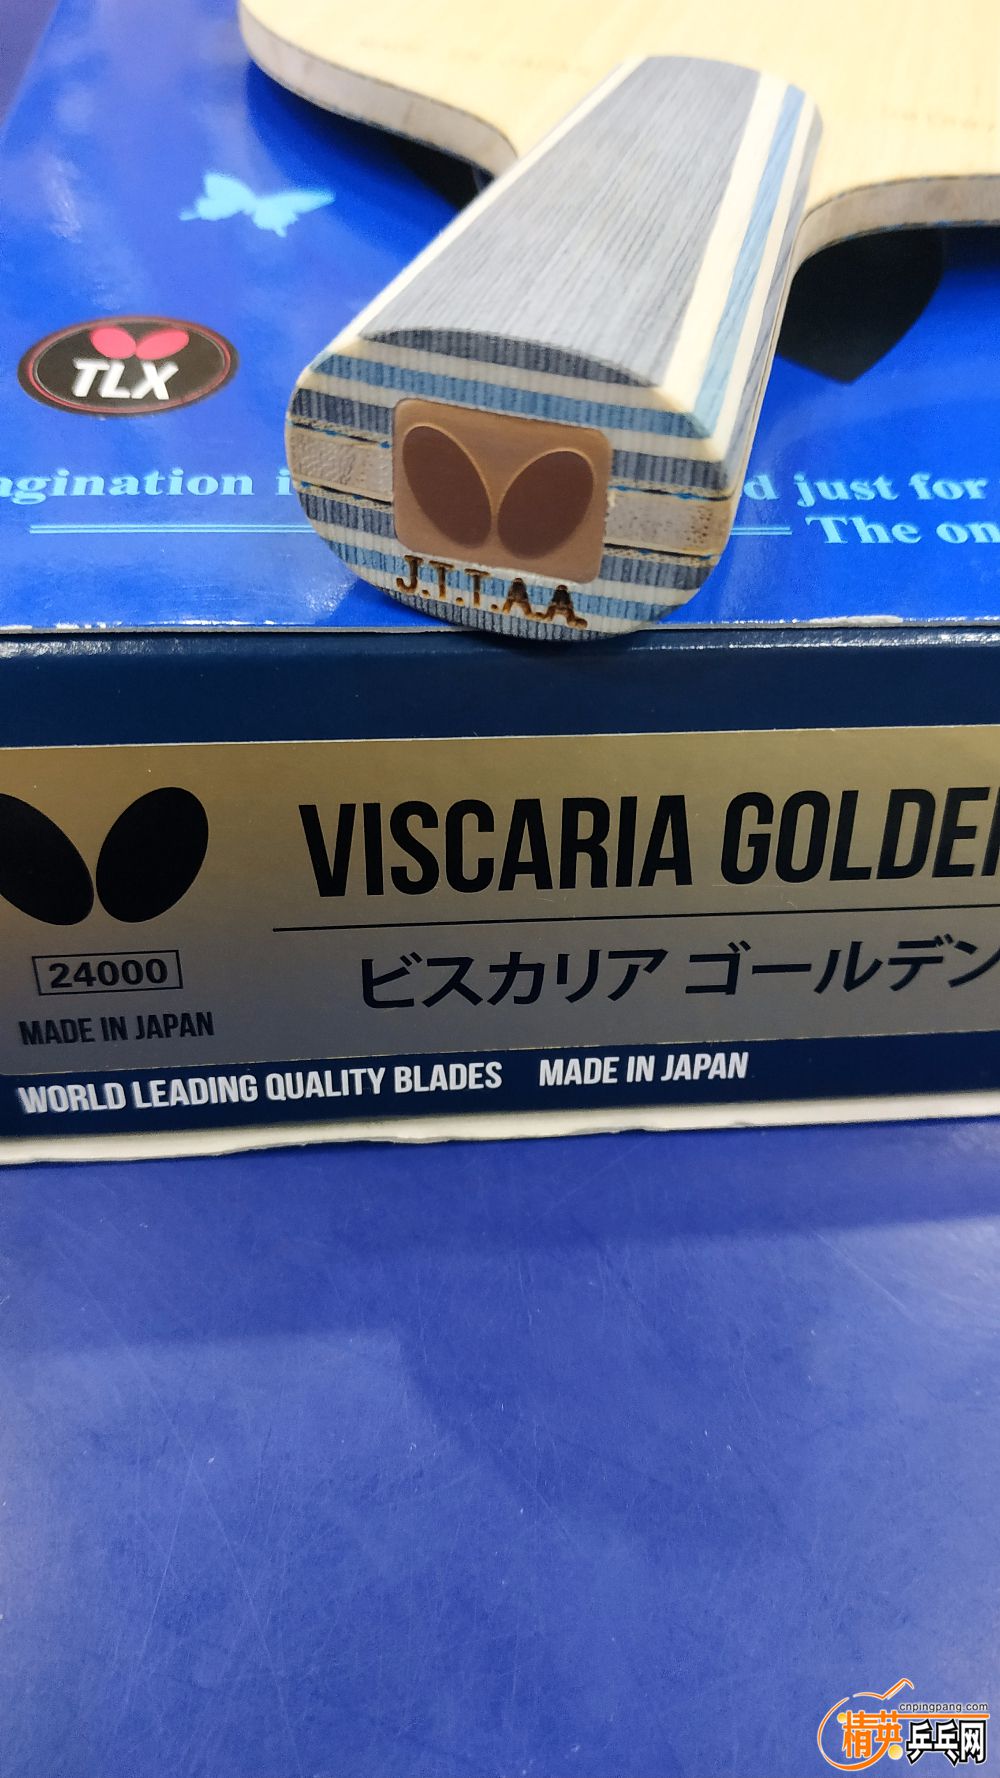 TLX
just for
The on
J.T.T.A.A.
VISCARIA GOLDE
ビスカリア ゴールデン
24000
MADE IN JAPAN
WORLD LEADING QUALITY BLADES MADE IN JAPAN
cnpingpang.com
精英乒乓网